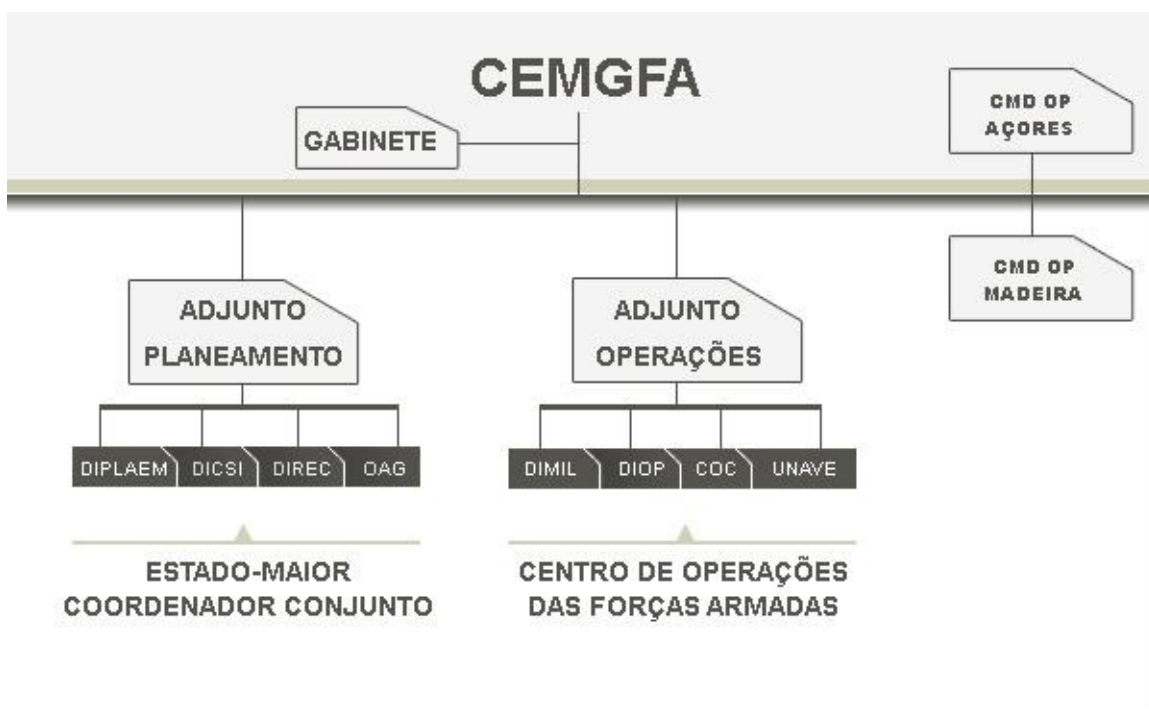 CEMGFA
GABINETE
CMD OP
AÇORES
CMD OP
MADEIRA
ADJUNTO
PLANEAMENTO
ADJUNTO
OPERAÇÕES
DIPLAEM DICSI DIREC OAG
DIMIL DIOP COC UNAVE
ESTADO-MAIOR
COORDENADOR CONJUNTO
CENTRO DE OPERAÇÕES
DAS FORÇAS ARMADAS